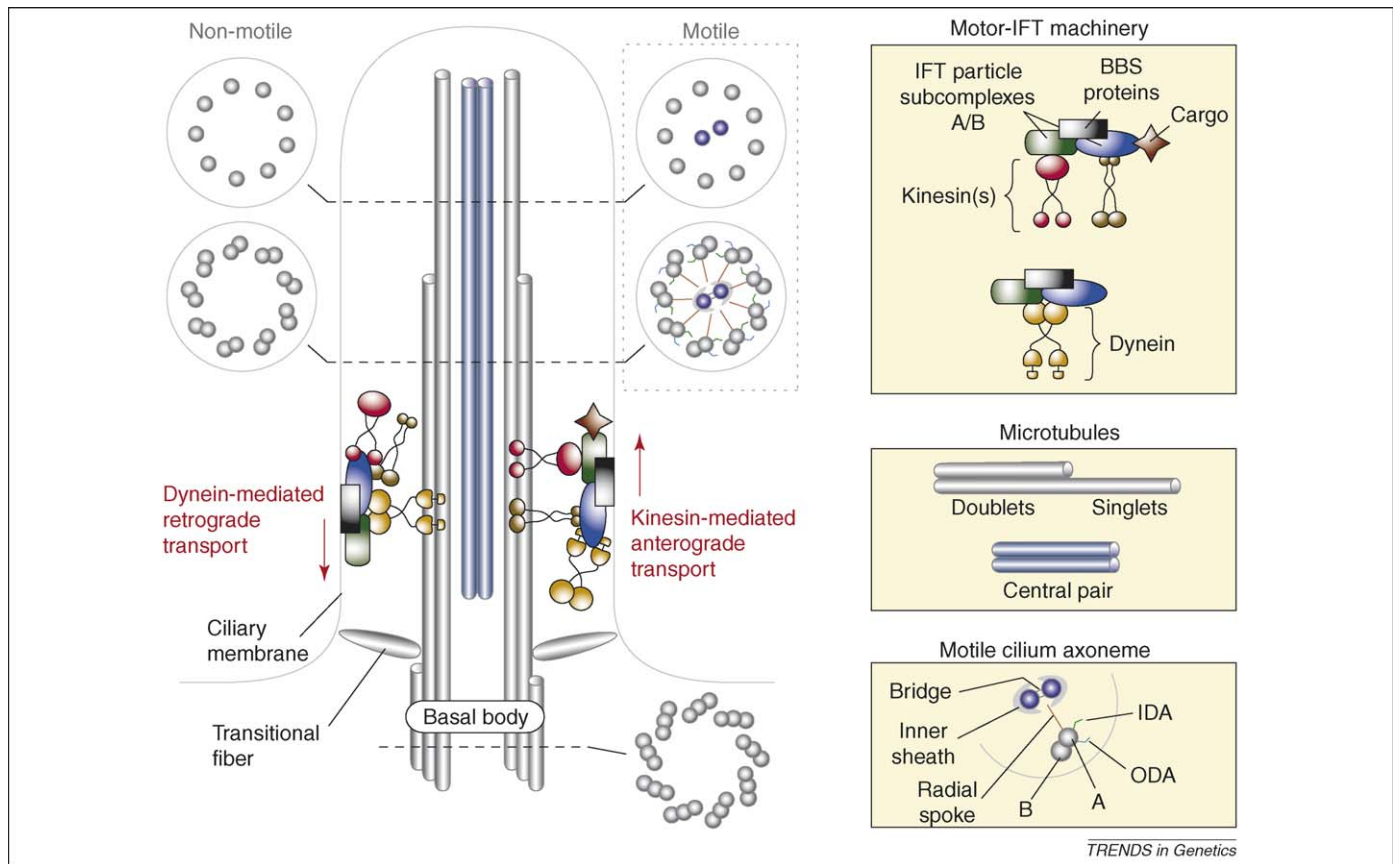 Non-motile
Motile
Dynein-mediated
retrograde
transport
Kinesin-mediated
anterograde
transport
Ciliary
membrane
Transitional
fiber
Basal body
Motor-IFT machinery
IFT particle
subcomplexes
A/B
BBS
proteins
Cargo
Kinesin(s)
Dynein
Microtubules
Doublets
Singlets
Central pair
Motile cilium axoneme
Bridge
Inner
sheath
Radial
spoke
B
A
IDA
ODA
TRENDS in Genetics